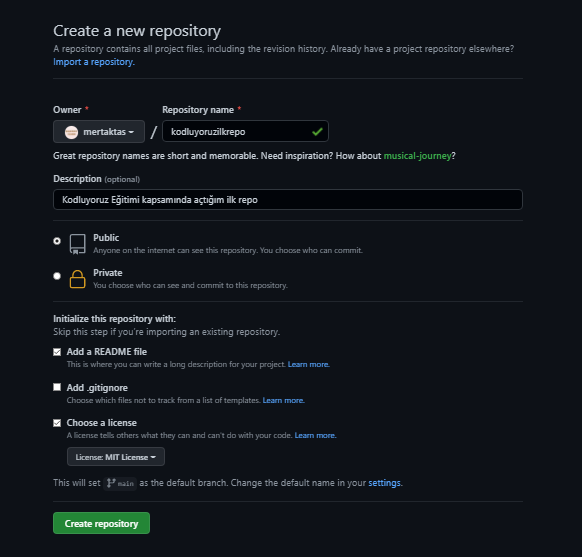 Create a new repository
A repository contains all project files, including the revision history. Already have a project repository elsewhere?
Import a repository.
Owner *
Repository name *
mertaktas
/
kodluyoruzilkrepo
Great repository names are short and memorable. Need inspiration? How about musical-journey?
Description (optional)
Kodluyoruz Eğitimi kapsamında açtığım ilk repo
Public
Anyone on the internet can see this repository. You choose who can commit.
Private
You choose who can see and commit to this repository.
Initialize this repository with:
Skip this step if you're importing an existing repository.
Add a README file
This is where you can write a long description for your project. Learn more.
Add .gitignore
Choose which files not to track from a list of templates. Learn more.
Choose a license
A license tells others what they can and can't do with your code. Learn more.
License: MIT License
This will set main as the default branch. Change the default name in your settings.
Create repository